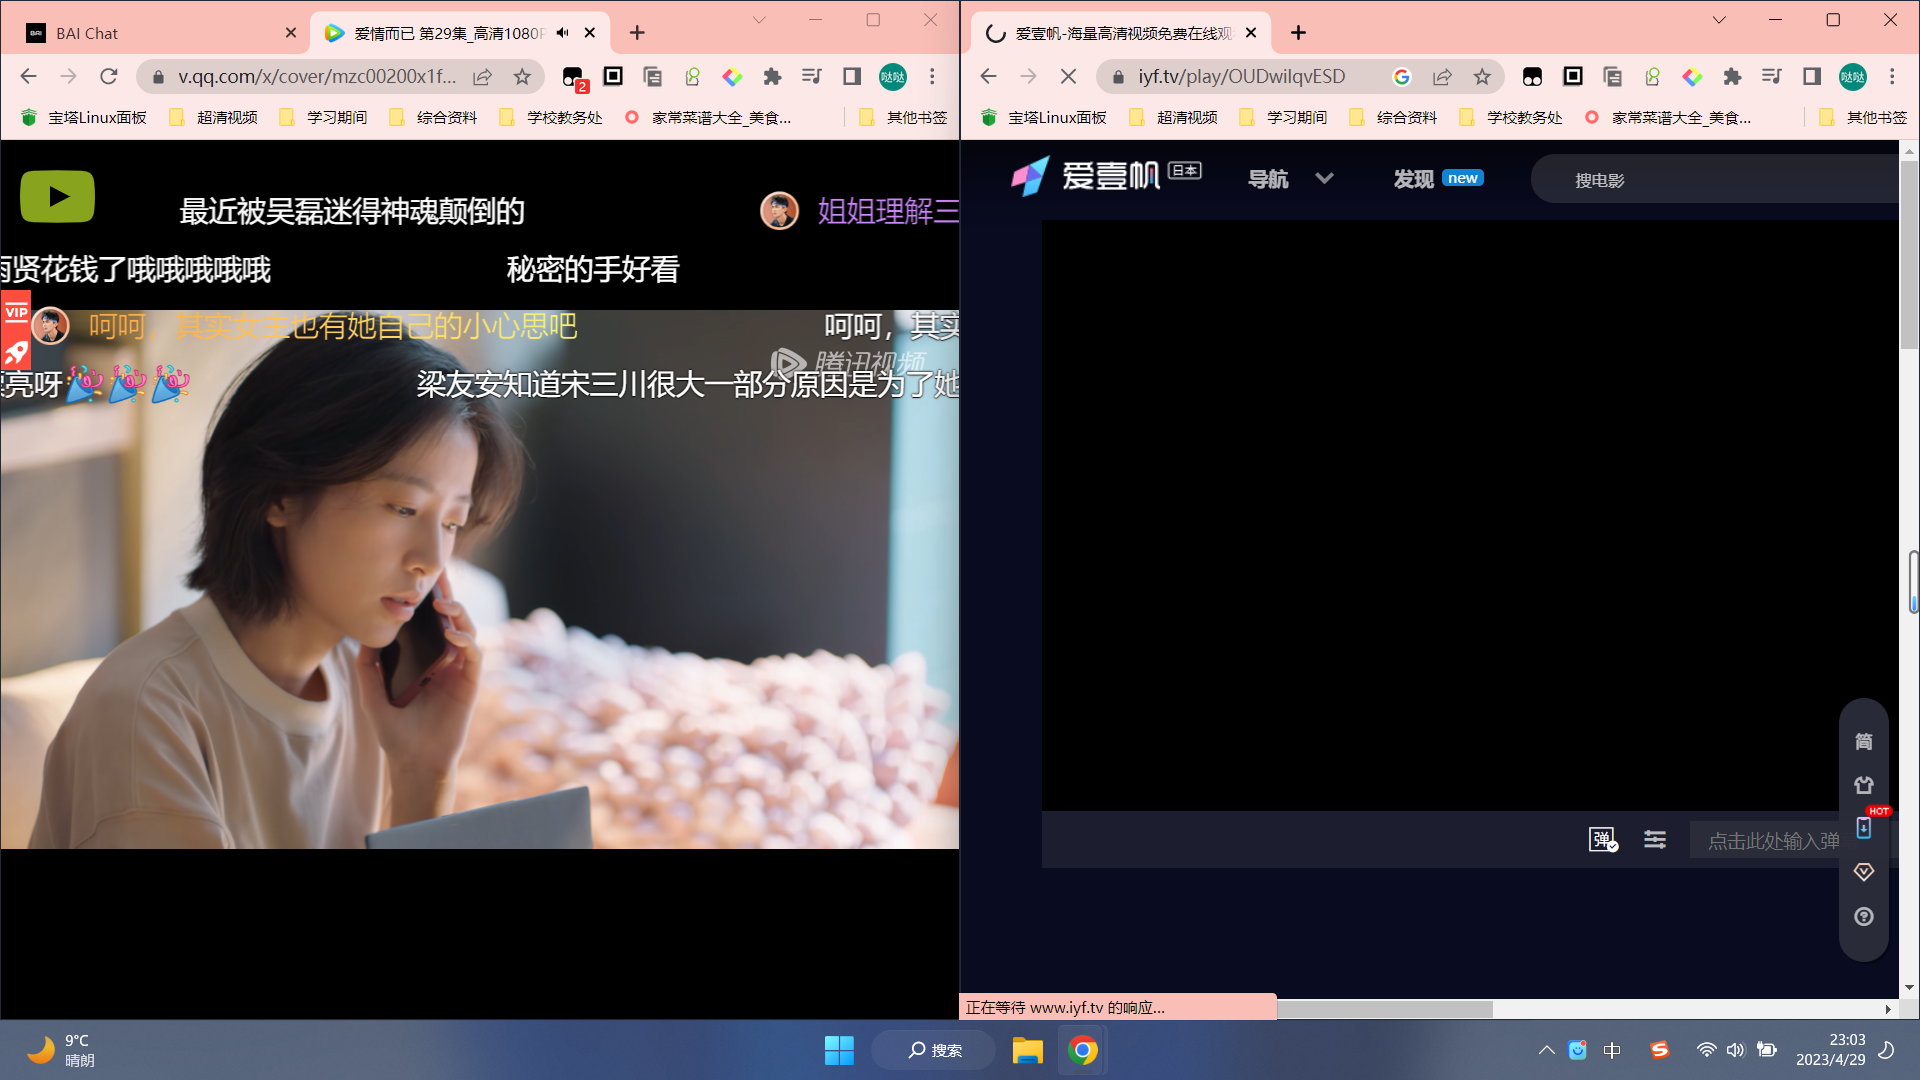 BAI Chat
爱情而已 第29集_高清1080P
v.qq.com/x/cover/mzc00200x1f...
2
哒哒
宝塔Linux面板
超清视频
学习期间
综合资料
学校教务处
家常菜谱大全_美食...
其他书签
最近被吴磊迷得神魂颠倒的
姐姐理解三
雨贤花钱了哦哦哦哦哦
秘密的手好看
VIP
呵呵，其实女主也有她自己的小心思吧
呵呵，其实
腾讯视频
漂亮呀
梁友安知道宋三川很大一部分原因是为了她
爱壹帆-海量高清视频免费在线观
iyf.tv/play/OUDwiIqvESD
哒哒
宝塔Linux面板
超清视频
学习期间
综合资料
学校教务处
家常菜谱大全_美食...
其他书签
爱壹帆
日本
导航
发现
new
搜电影
简
HOT
弹
点击此处输入弹
正在等待 www.iyf.tv 的响应...
9°C
晴朗
搜索
中
23:03
2023/4/29